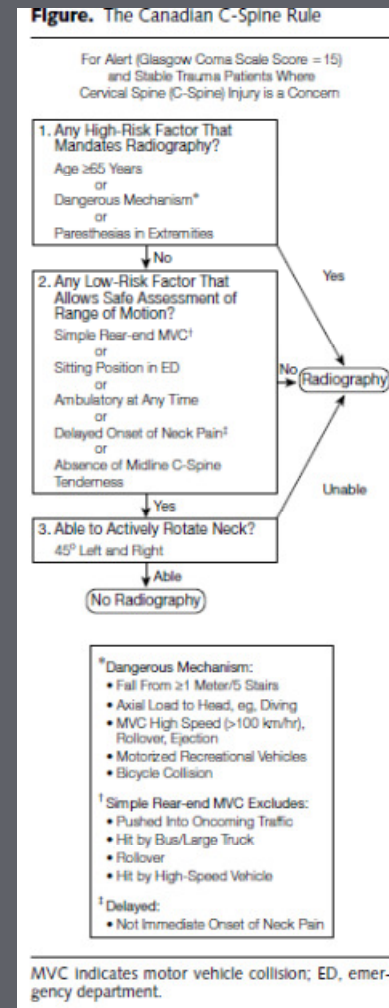 Figure. The Canadian C-Spine Rule
For Alert (Glasgow Coma Scale Score = 15)
and Stable Trauma Patients Where
Cervical Spine (C-Spine) Injury is a Concern
1. Any High-Risk Factor That
Mandates Radiography?
Age ≥65 Years
or
Dangerous Mechanism*
or
Paresthesias in Extremities
No
Yes
2. Any Low-Risk Factor That
Allows Safe Assessment of
Range of Motion?
Simple Rear-end MVC†
or
Sitting Position in ED
or
Ambulatory at Any Time
or
Delayed Onset of Neck Pain‡
or
Absence of Midline C-Spine
Tenderness
No
Radiography
Yes
Unable
3. Able to Actively Rotate Neck?
45° Left and Right
Able
No Radiography
*Dangerous Mechanism:
• Fall From ≥1 Meter/5 Stairs
• Axial Load to Head, eg, Diving
• MVC High Speed (>100 km/hr),
Rollover, Ejection
• Motorized Recreational Vehicles
• Bicycle Collision
†Simple Rear-end MVC Excludes:
• Pushed Into Oncoming Traffic
• Hit by Bus/Large Truck
• Rollover
• Hit by High-Speed Vehicle
‡Delayed:
• Not Immediate Onset of Neck Pain
MVC indicates motor vehicle collision; ED, emer-
gency department.